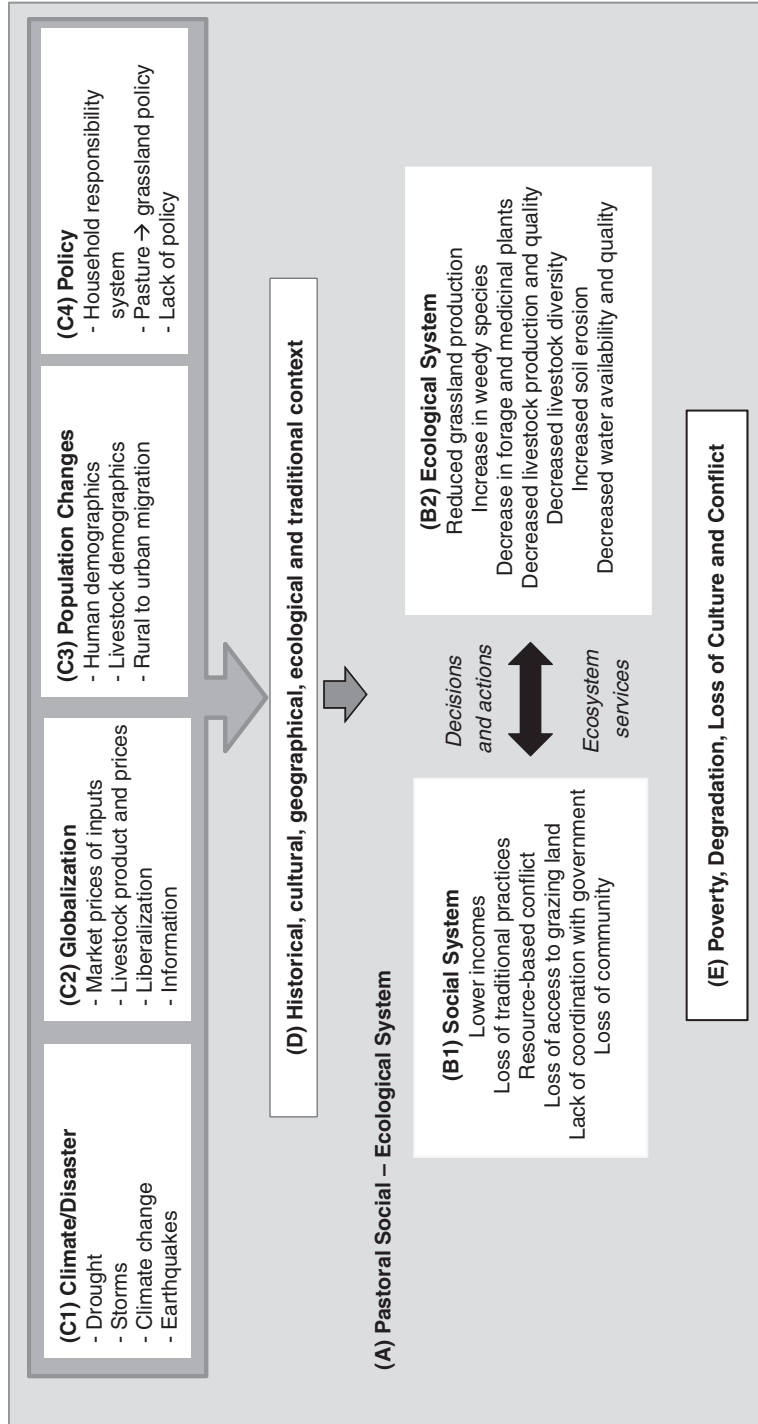 (C1) Climate/Disaster
- Drought
- Storms
- Climate change
- Earthquakes
(C2) Globalization
- Market prices of inputs
- Livestock product and prices
- Liberalization
- Information
(C3) Population Changes
- Human demographics
- Livestock demographics
- Rural to urban migration
(C4) Policy
- Household responsibility
system
- Pasture → grassland policy
- Lack of policy
(D) Historical, cultural, geographical, ecological and traditional context
(A) Pastoral Social – Ecological System
(B1) Social System
Lower incomes
Loss of traditional practices
Resource-based conflict
Loss of access to grazing land
Lack of coordination with government
Loss of community
Decisions
and actions
Ecosystem
services
(B2) Ecological System
Reduced grassland production
Increase in weedy species
Decrease in forage and medicinal plants
Decreased livestock production and quality
Decreased livestock diversity
Increased soil erosion
Decreased water availability and quality
(E) Poverty, Degradation, Loss of Culture and Conflict